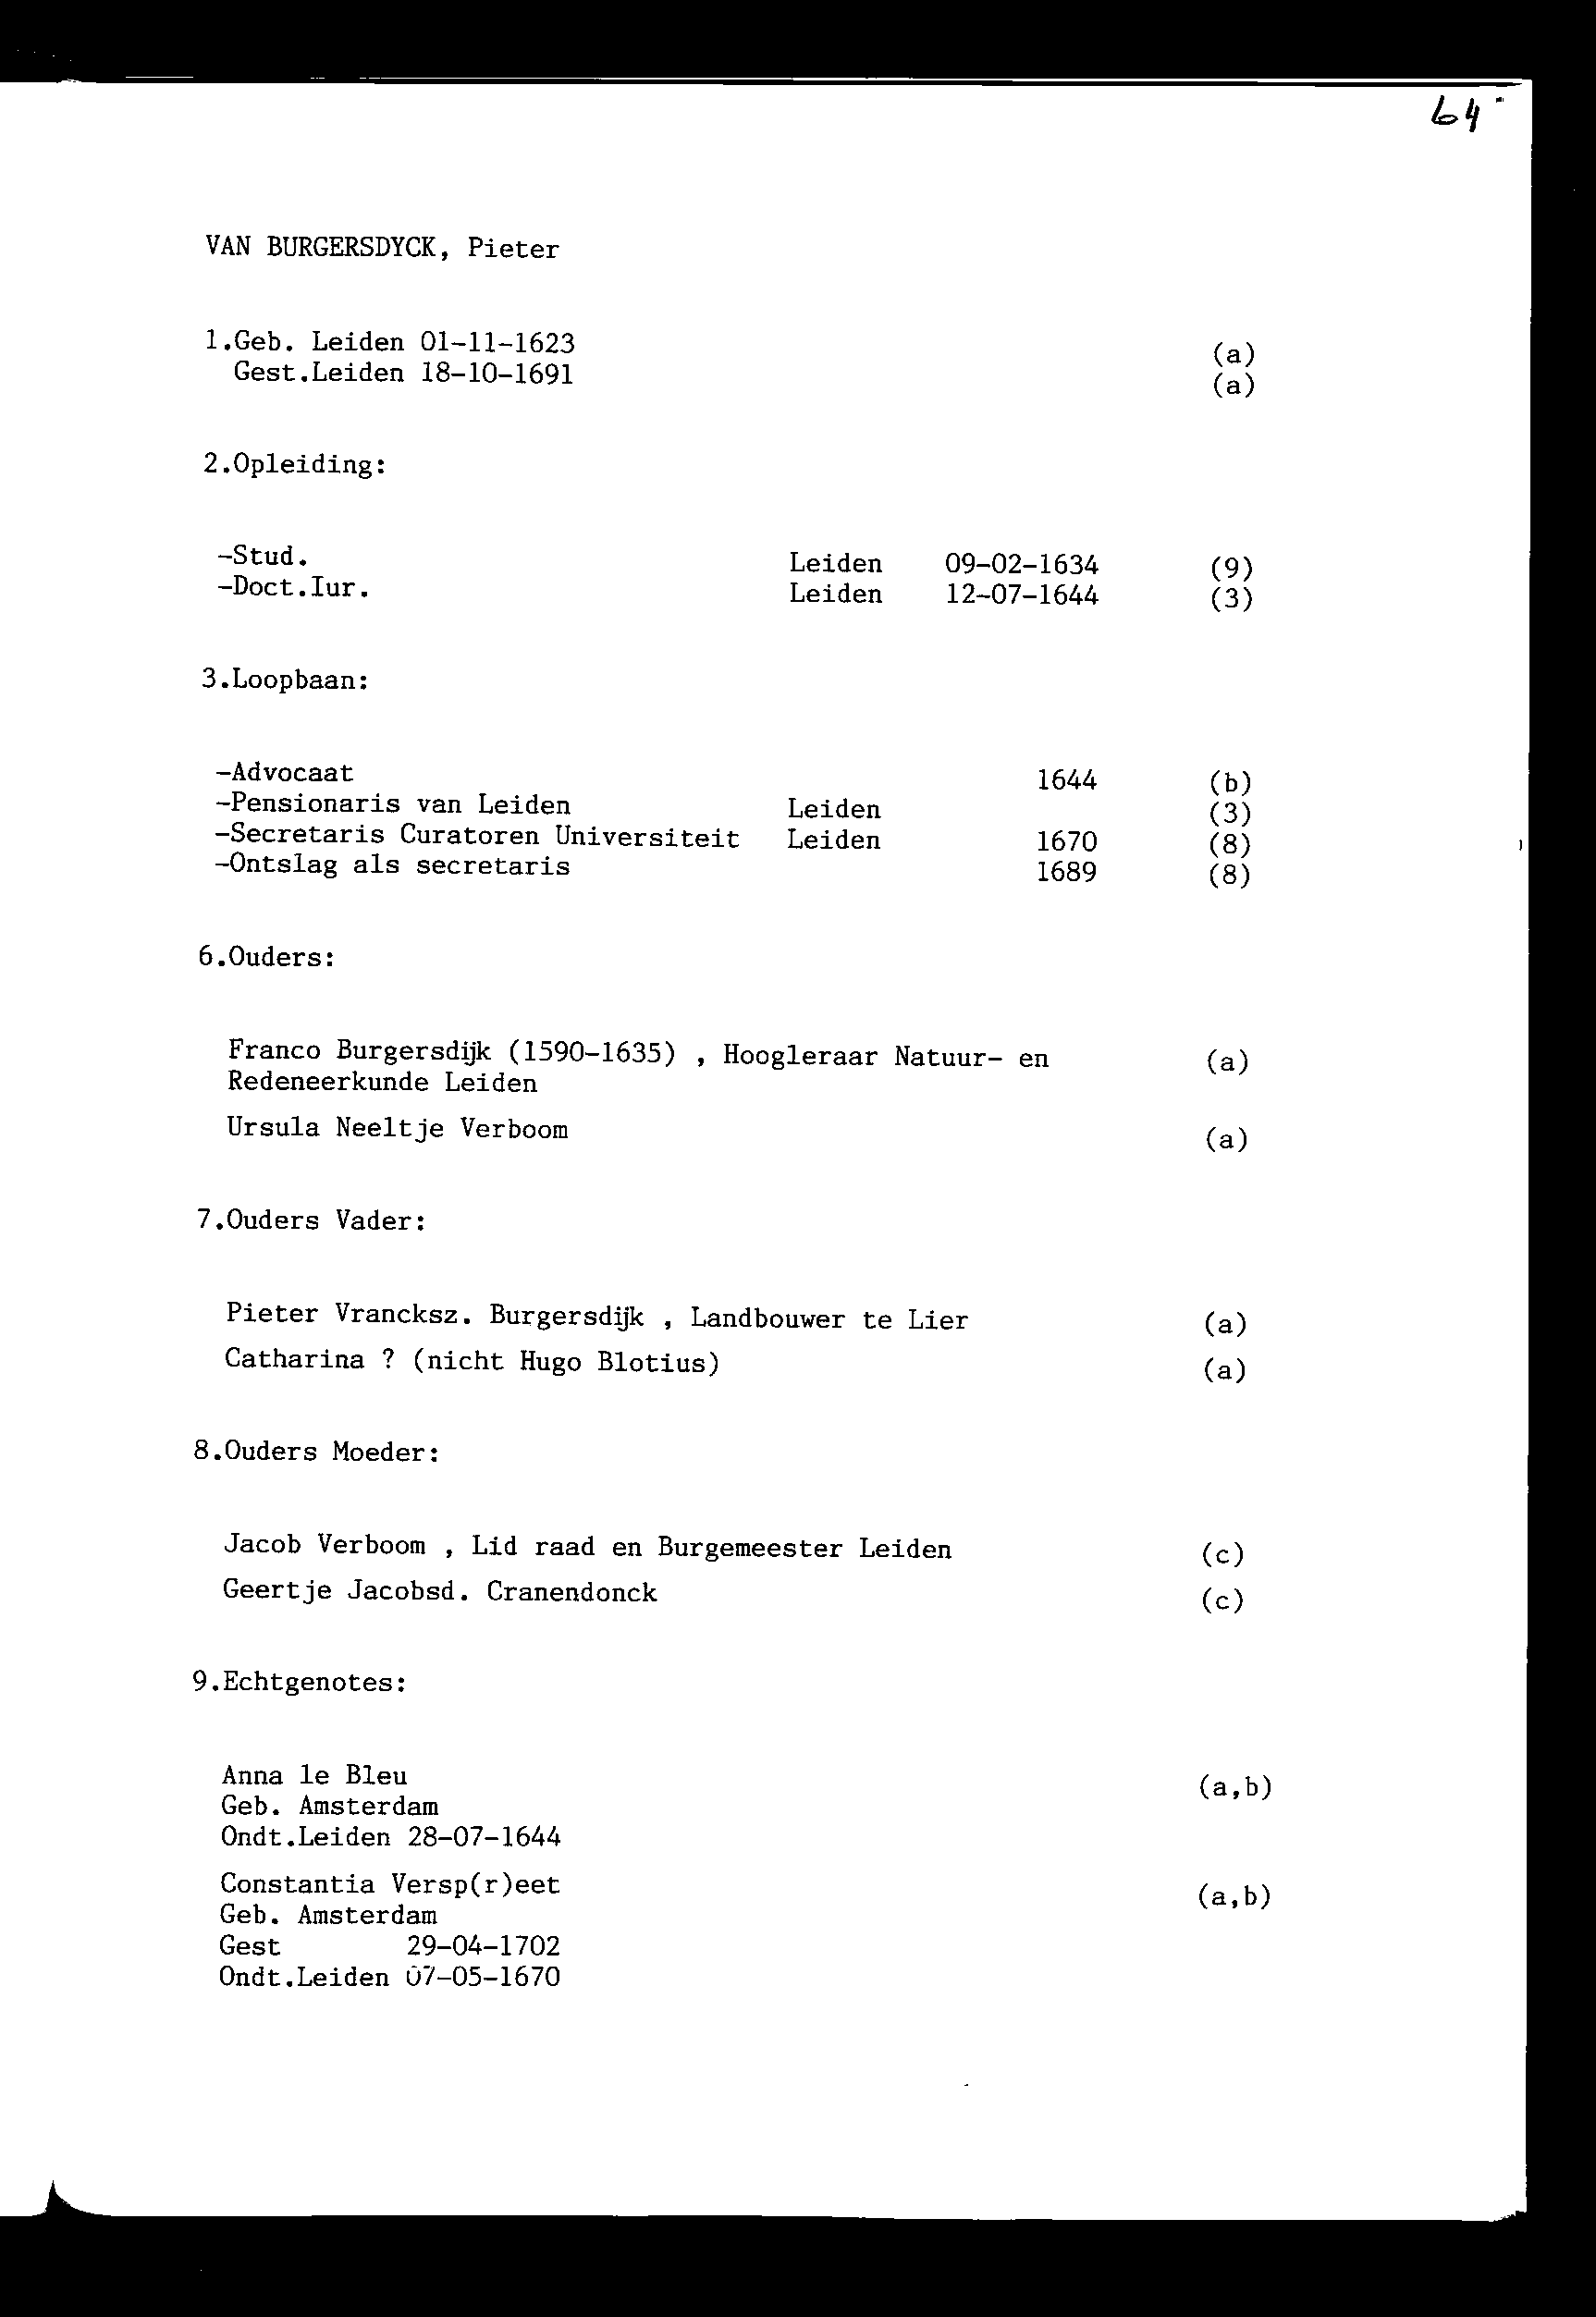 64
VAN BURGERSDYCK, Pieter
1.Geb. Leiden 01-11-1623 (a)
Gest.Leiden 18-10-1691 (a)
2.Opleiding:
-Stud. Leiden 09-02-1634 (9)
-Doct.Iur. Leiden 12-07-1644 (3)
3.Loopbaan:
-Advocaat 1644 (b)
-Pensionaris van Leiden Leiden (3)
-Secretaris Curatoren Universiteit Leiden 1670 (8)
-Ontslag als secretaris 1689 (8)
6.Ouders:
Franco Burgersdijk (1590-1635) , Hoogleraar Natuur- en (a)
Redeneerkunde Leiden
Ursula Neeltje Verboom (a)
7.Ouders Vader:
Pieter Vrancksz. Burgersdijk , Landbouwer te Lier (a)
Catharina ? (nicht Hugo Blotius) (a)
8.Ouders Moeder:
Jacob Verboom , Lid raad en Burgemeester Leiden (c)
Geertje Jacobsd. Cranendonck (c)
9.Echtgenotes:
Anna le Bleu (a,b)
Geb. Amsterdam
Ondt.Leiden 28-07-1644
Constantia Versp(r)eet (a,b)
Geb. Amsterdam
Gest 29-04-1702
Ondt.Leiden 07-05-1670